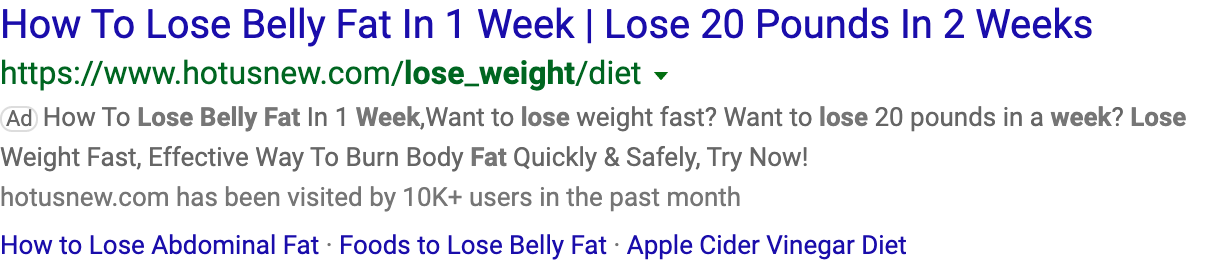 How To Lose Belly Fat In 1 Week | Lose 20 Pounds In 2 Weeks
https://www.hotusnew.com/lose_weight/diet
Ad How To Lose Belly Fat In 1 Week,Want to lose weight fast? Want to lose 20 pounds in a week? Lose
Weight Fast, Effective Way To Burn Body Fat Quickly & Safely, Try Now!
hotusnew.com has been visited by 10K+ users in the past month
How to Lose Abdominal Fat · Foods to Lose Belly Fat · Apple Cider Vinegar Diet